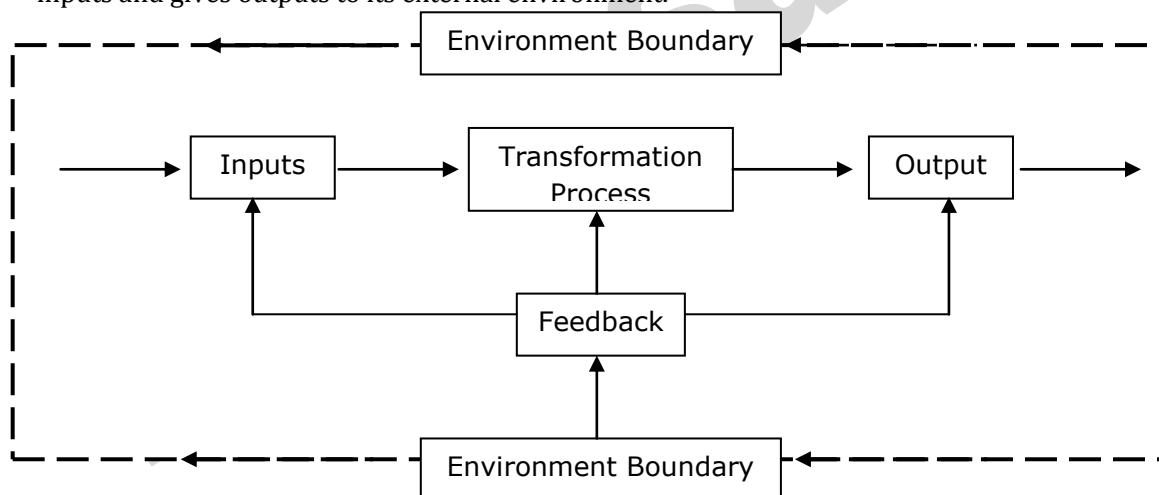 inputs and gives outputs to its external environment.
Environment Boundary
Inputs
Transformation
Process
Output
Feedback
Environment Boundary